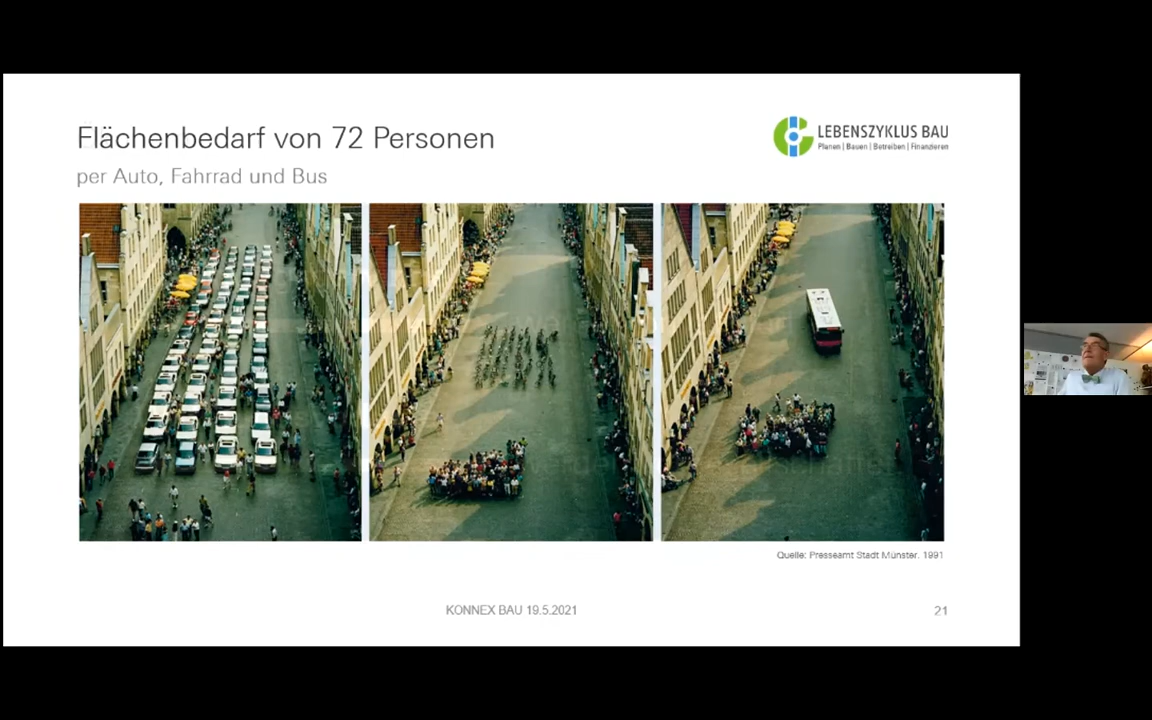 Flächenbedarf von 72 Personen
per Auto, Fahrrad und Bus
LEBENSZYKLUS BAU
Planen | Bauen | Betreiben | Finanzieren
Quelle: Presseamt Stadt Münster. 1991
KONNEX BAU 19.5.2021
21